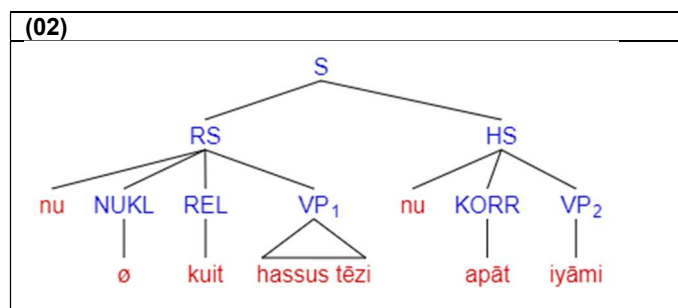 (02)
S
RS HS
nu NUKL REL VP₁ nu KORR VP₂
ø kuit hassus tēzi apāt iyāmi